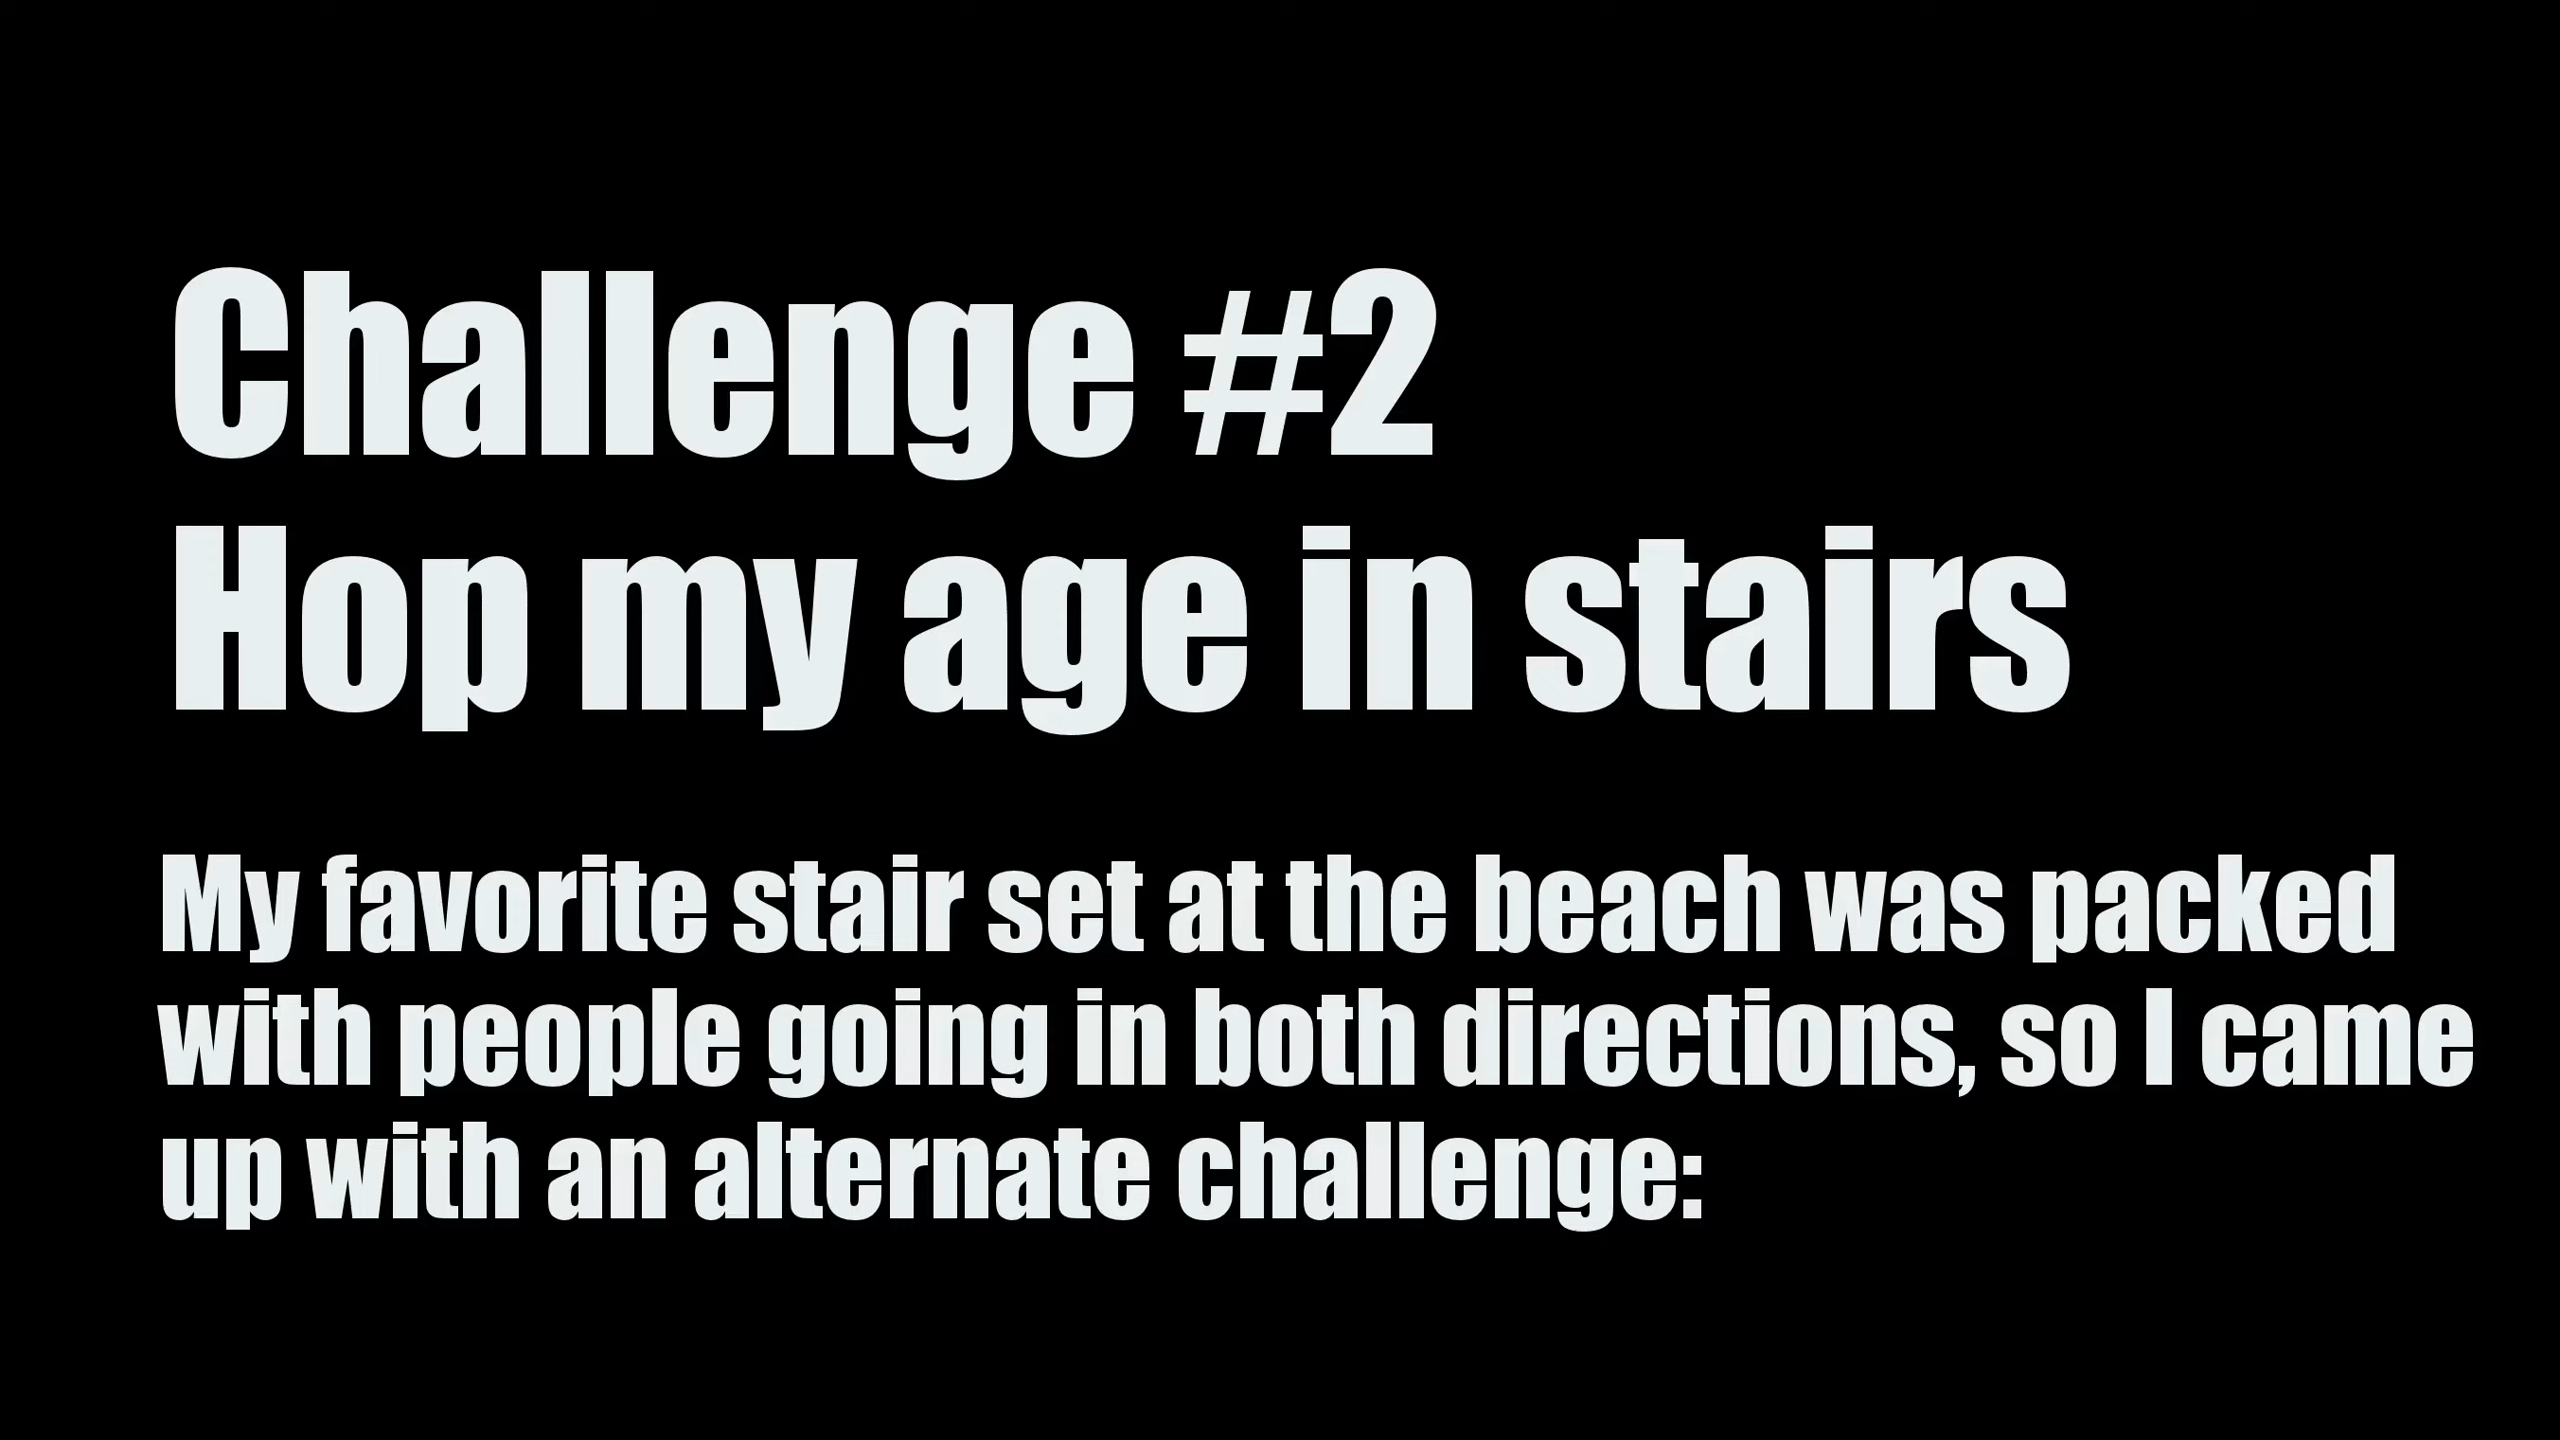 Challenge #2
Hop my age in stairs
My favorite stair set at the beach was packed
with people going in both directions, so I came
up with an alternate challenge: